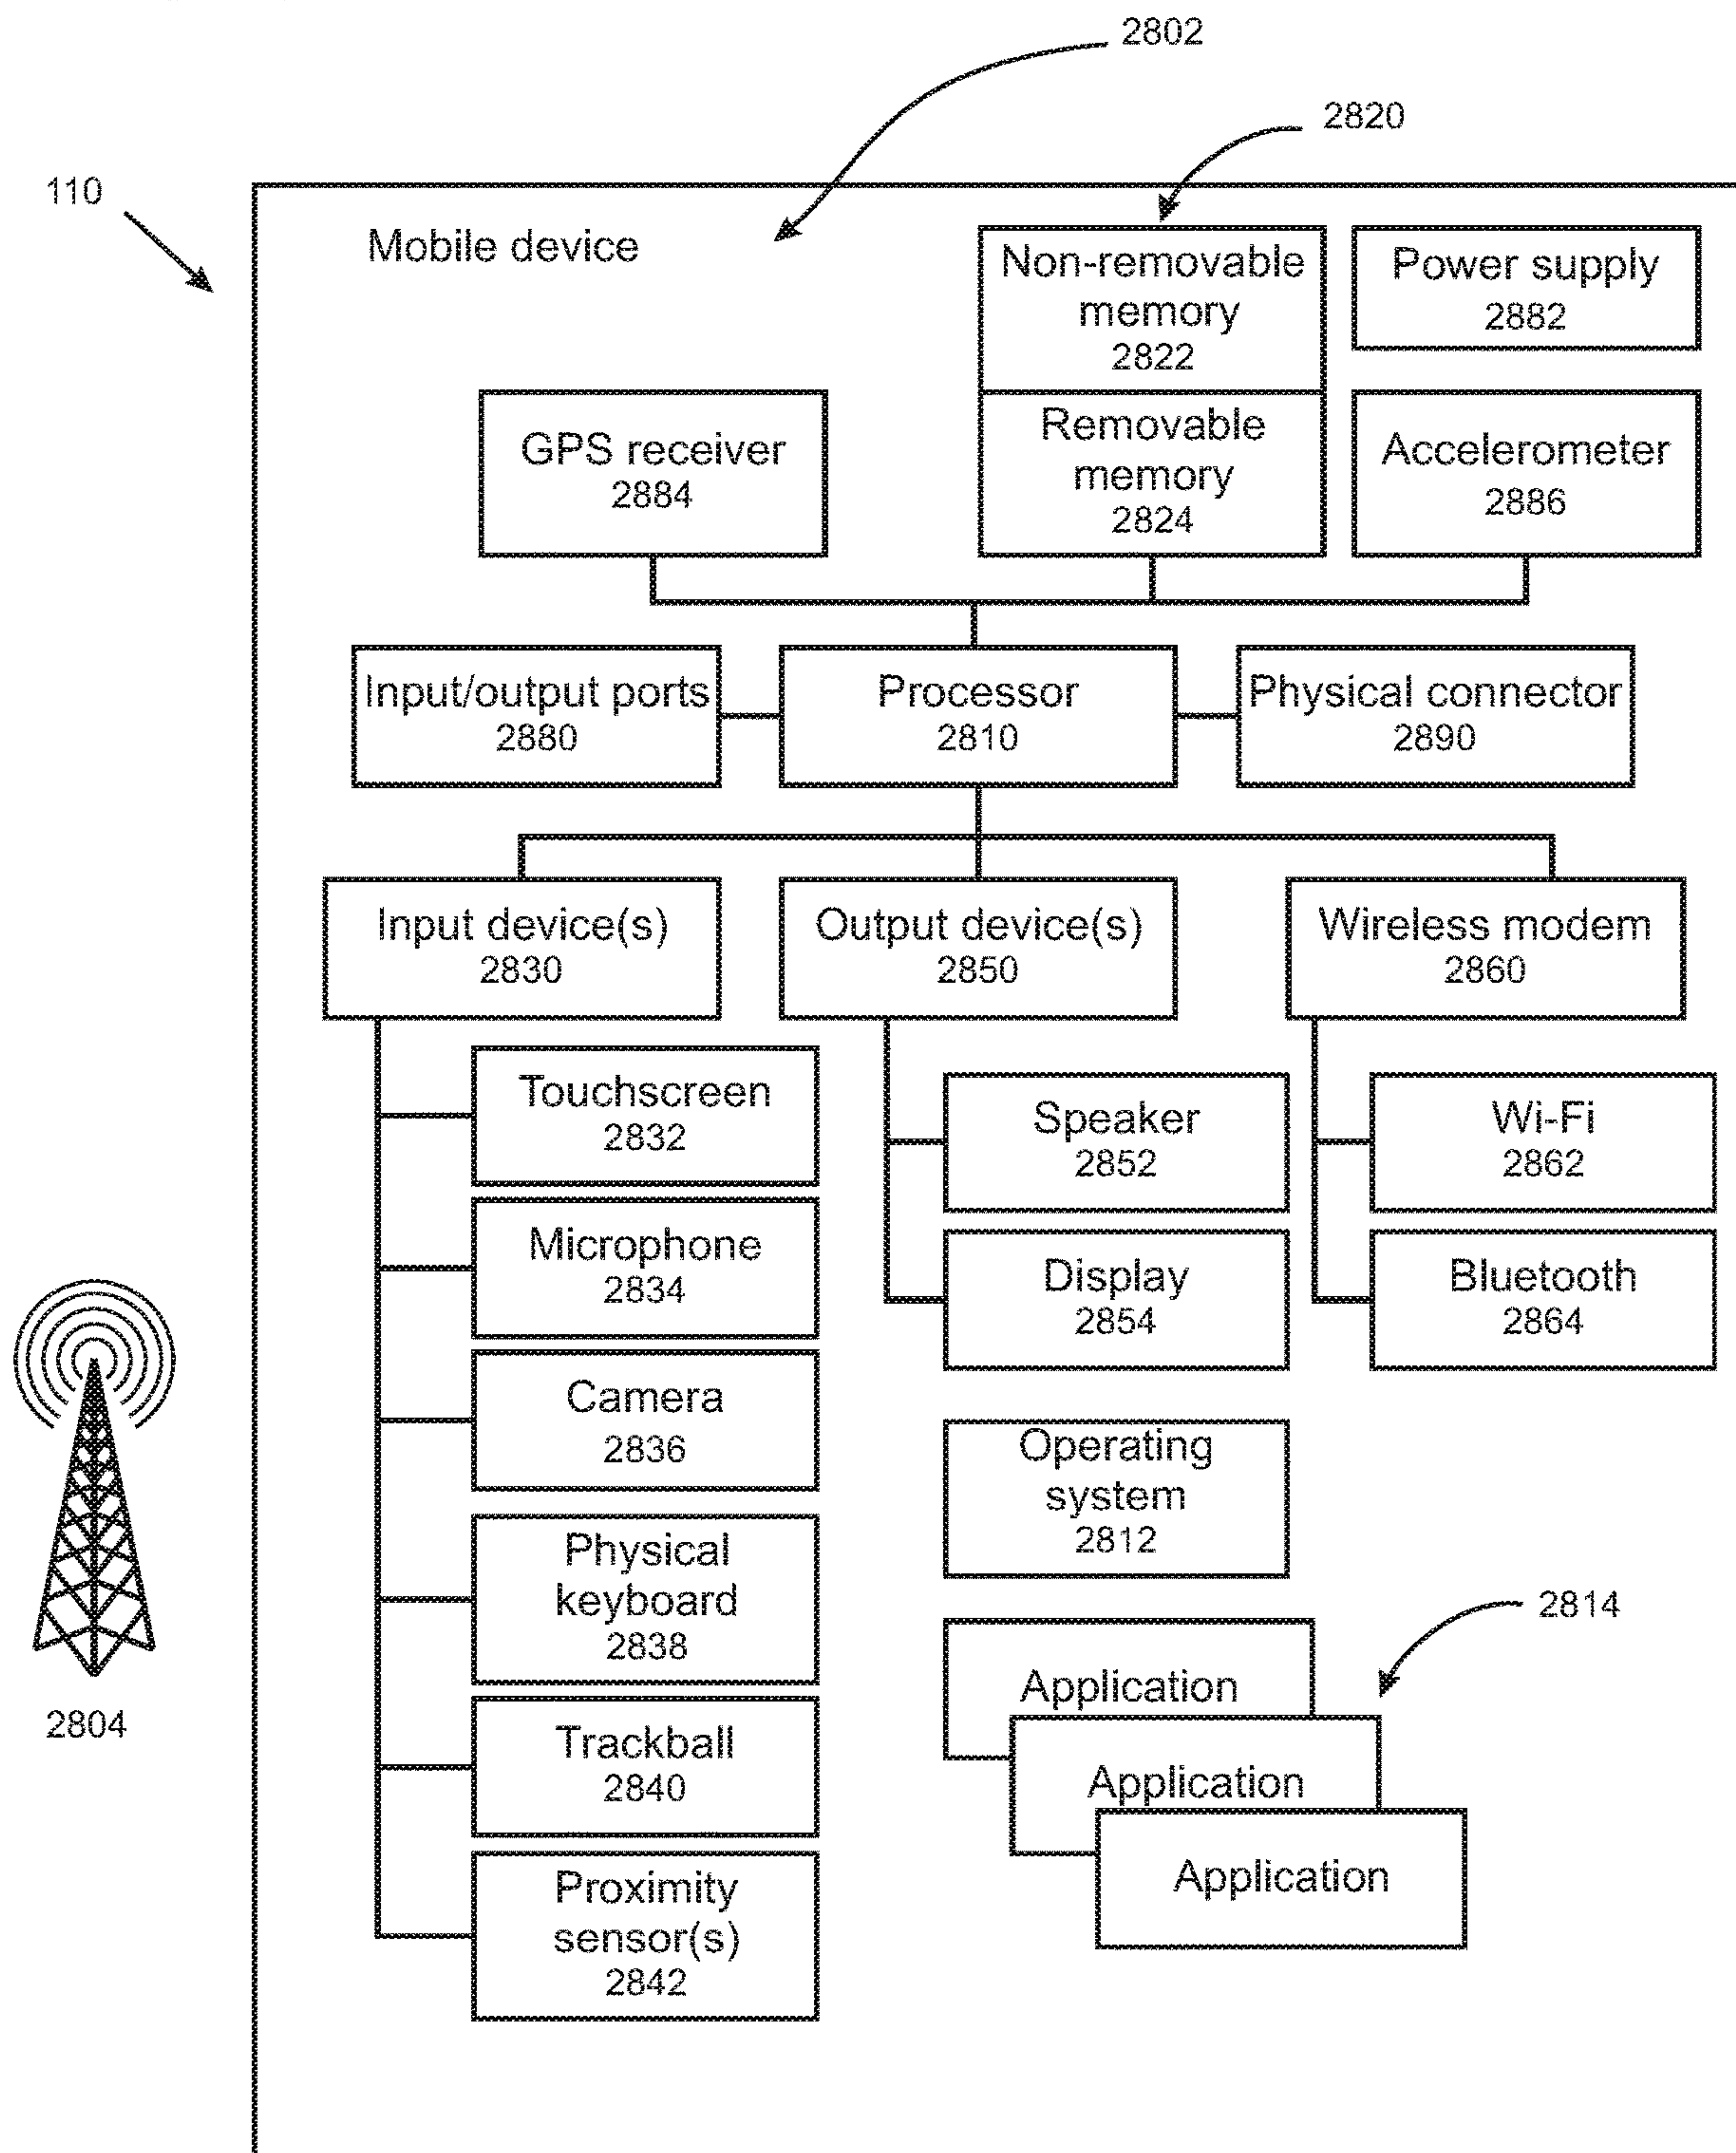 2802
2820
110
Mobile device
Non-removable
memory
2822
Power supply
2882
GPS receiver
2884
Removable
memory
2824
Accelerometer
2886
Input/output ports
2880
Processor
2810
Physical connector
2890
Input device(s)
2830
Output device(s)
2850
Wireless modem
2860
Touchscreen
2832
Speaker
2852
Wi-Fi
2862
Microphone
2834
Display
2854
Bluetooth
2864
Camera
2836
Operating
system
2812
Physical
keyboard
2838
2814
Application
2804
Trackball
2840
Application
Application
Proximity
sensor(s)
2842